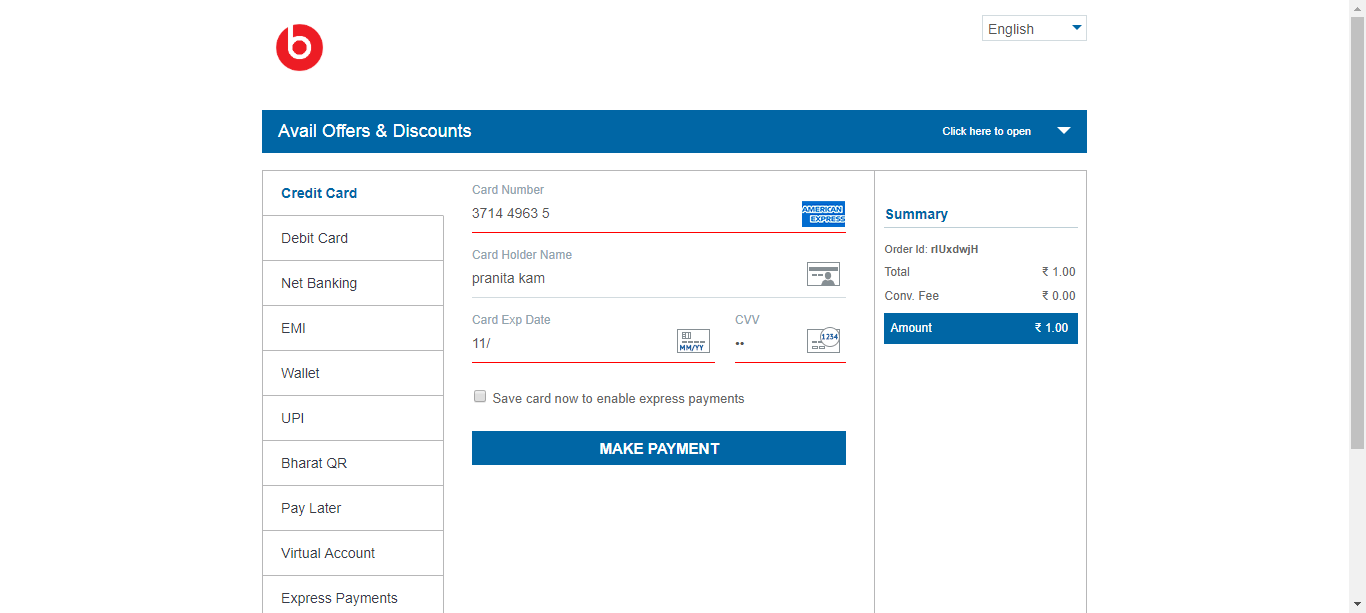 b
English
Avail Offers & Discounts
Click here to open
Credit Card
Debit Card
Net Banking
EMI
Wallet
UPI
Bharat QR
Pay Later
Virtual Account
Express Payments
Card Number
3714 4963 5
AMERICAN
EXPRESS
Card Holder Name
pranita kam
Card Exp Date
11/
MM/YY
CVV
••
1234
Save card now to enable express payments
MAKE PAYMENT
Summary
Order Id: rIUxdwjH
Total ₹ 1.00
Conv. Fee ₹ 0.00
Amount ₹ 1.00